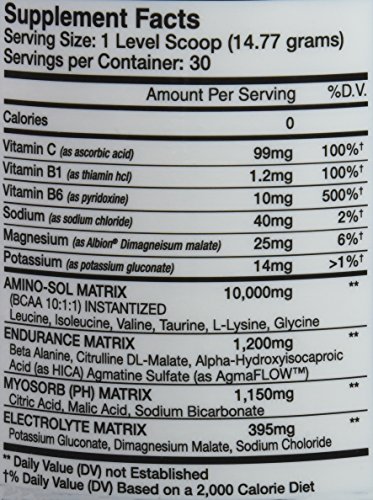 Supplement Facts
Serving Size: 1 Level Scoop (14.77 grams)
Servings per Container: 30
Amount Per Serving %D.V.
Calories 0
Vitamin C (as ascorbic acid) 99mg 100%†
Vitamin B1 (as thiamin hcl) 1.2mg 100%†
Vitamin B6 (as pyridoxine) 10mg 500%†
Sodium (as sodium chloride) 40mg 2%†
Magnesium (as Albion® Dimagneisum malate) 25mg 6%†
Potassium (as potassium gluconate) 14mg >1%†
AMINO-SOL MATRIX 10,000mg **
(BCAA 10:1:1) INSTANTIZED
Leucine, Isoleucine, Valine, Taurine, L-Lysine, Glycine
ENDURANCE MATRIX 1,200mg **
Beta Alanine, Citrulline DL-Malate, Alpha-Hydroxyisocaproic
Acid (as HICA) Agmatine Sulfate (as AgmaFLOW™)
MYOSORB (PH) MATRIX 1,150mg **
Citric Acid, Malic Acid, Sodium Bicarbonate
ELECTROLYTE MATRIX 395mg **
Potassium Gluconate, Dimagnesium Malate, Sodium Choloride
** Daily Value (DV) not Established
†% Daily Value (DV) Based on a 2,000 Calorie Diet